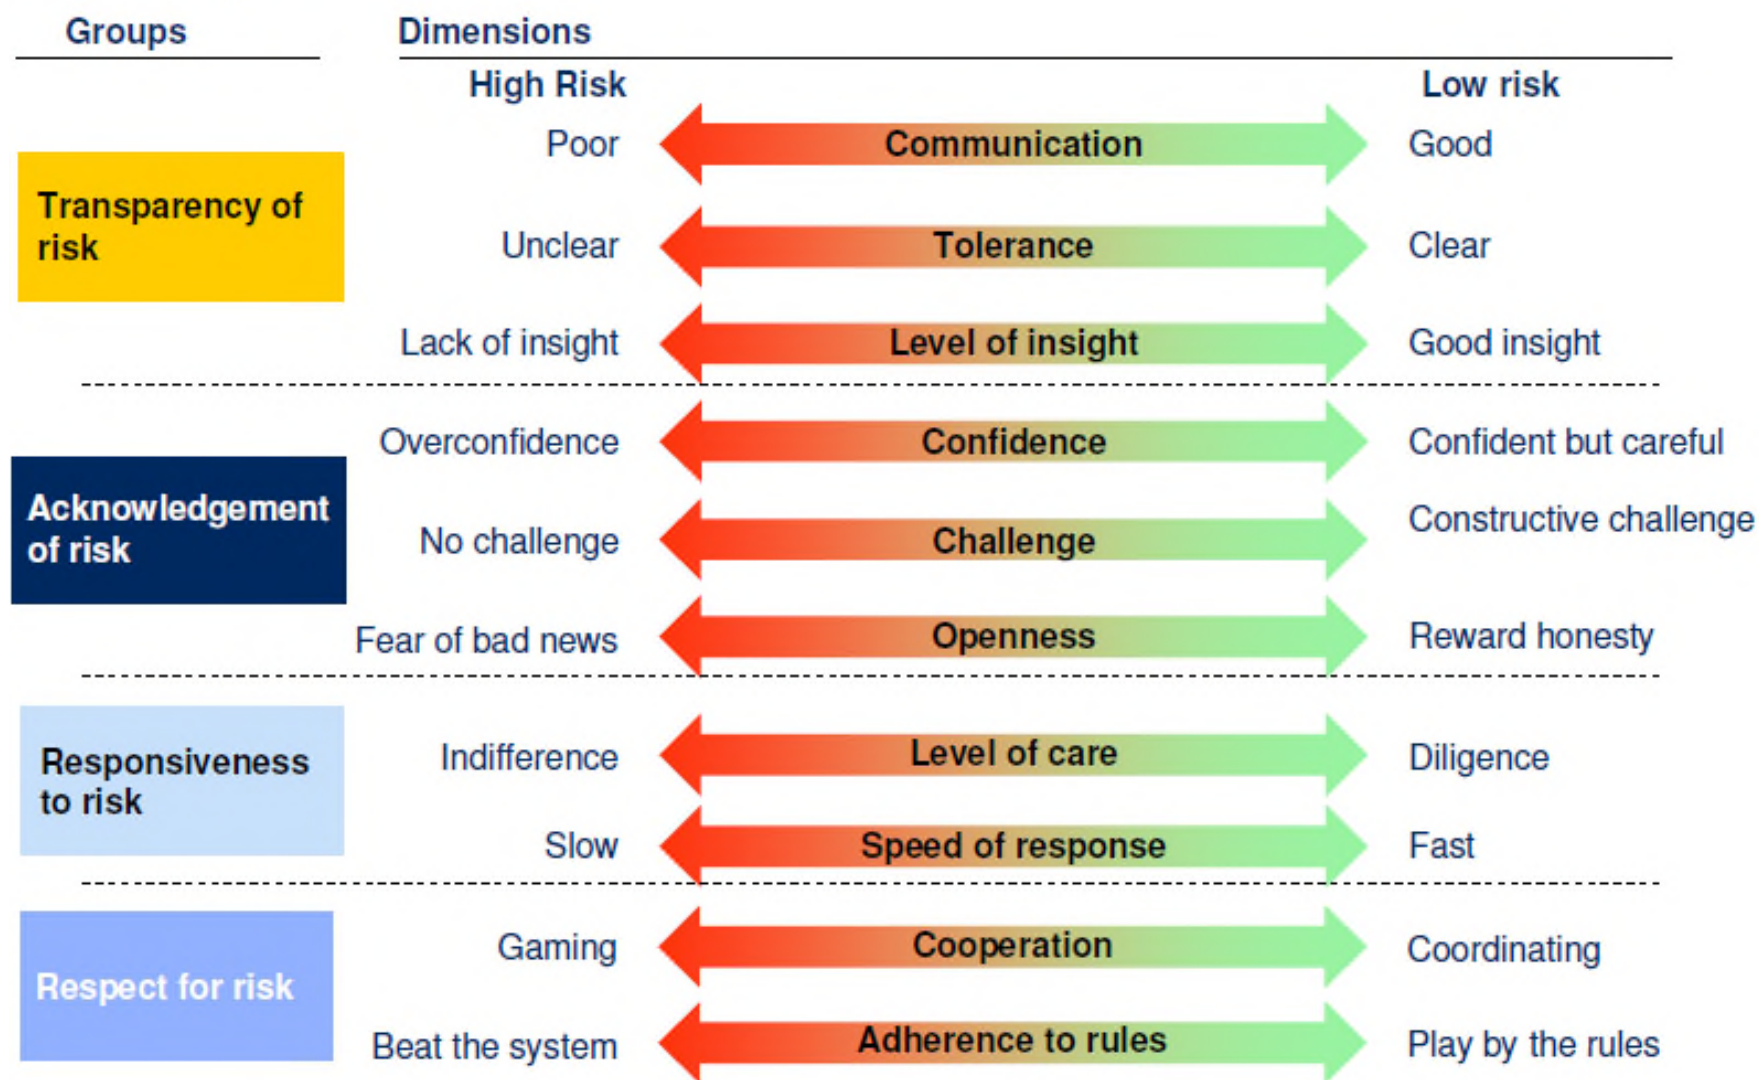 Groups
Dimensions
High Risk
Low risk
Poor
Communication
Good
Transparency of
risk
Unclear
Tolerance
Clear
Lack of insight
Level of insight
Good insight
Overconfidence
Confidence
Confident but careful
Acknowledgement
of risk
No challenge
Challenge
Constructive challenge
Fear of bad news
Openness
Reward honesty
Responsiveness
to risk
Indifference
Level of care
Diligence
Slow
Speed of response
Fast
Respect for risk
Gaming
Cooperation
Coordinating
Beat the system
Adherence to rules
Play by the rules